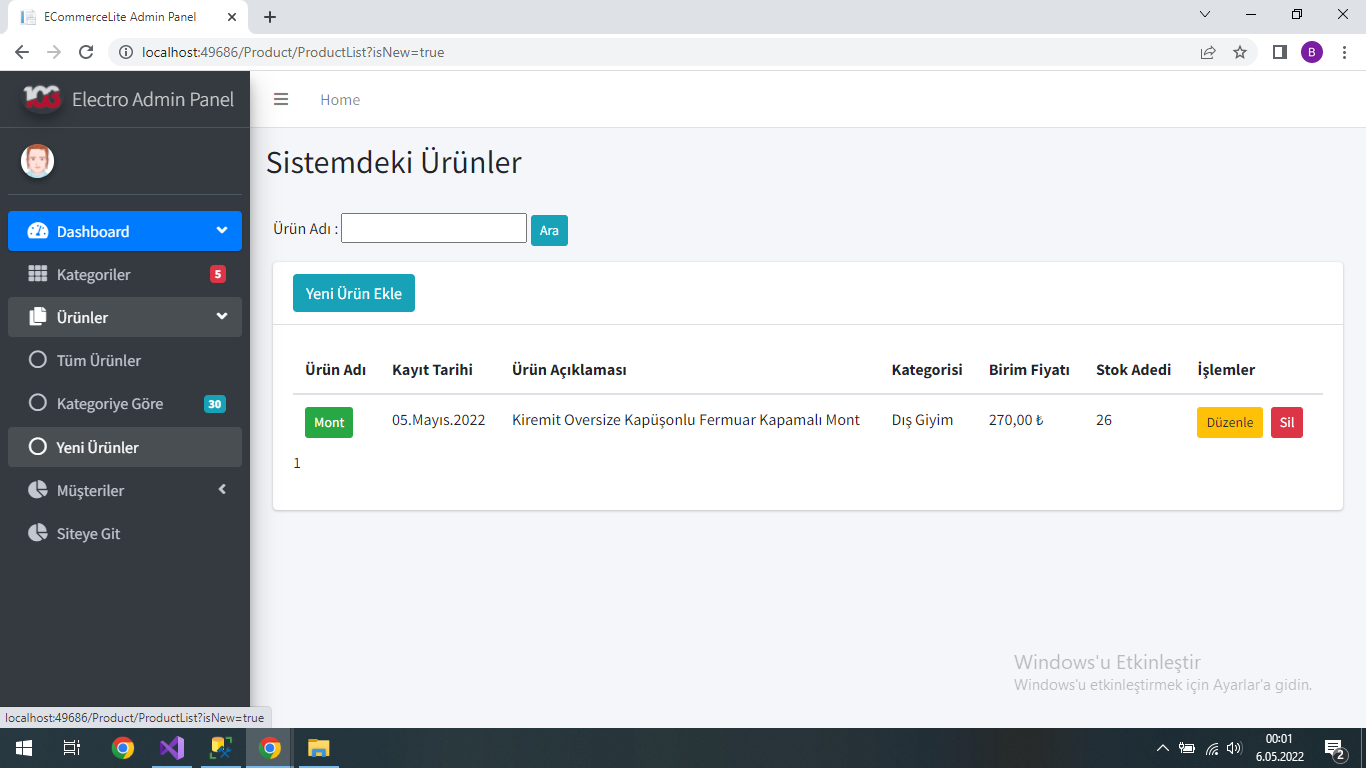 ECommerceLite Admin Panel
localhost:49686/Product/ProductList?isNew=true
B
Electro Admin Panel
Home
Dashboard
Kategoriler 5
Ürünler
Tüm Ürünler
Kategoriye Göre 30
Yeni Ürünler
Müşteriler
Siteye Git
Sistemdeki Ürünler
Ürün Adı : Ara
Yeni Ürün Ekle
Ürün Adı Kayıt Tarihi Ürün Açıklaması Kategorisi Birim Fiyatı Stok Adedi İşlemler
Mont 05.Mayıs.2022 Kiremit Oversize Kapüşonlu Fermuar Kapamalı Mont Dış Giyim 270,00 ₺ 26 Düzenle Sil
1
Windows'u Etkinleştir
Windows'u etkinleştirmek için Ayarlar'a gidin.
localhost:49686/Product/ProductList?isNew=true
00:01
6.05.2022
2